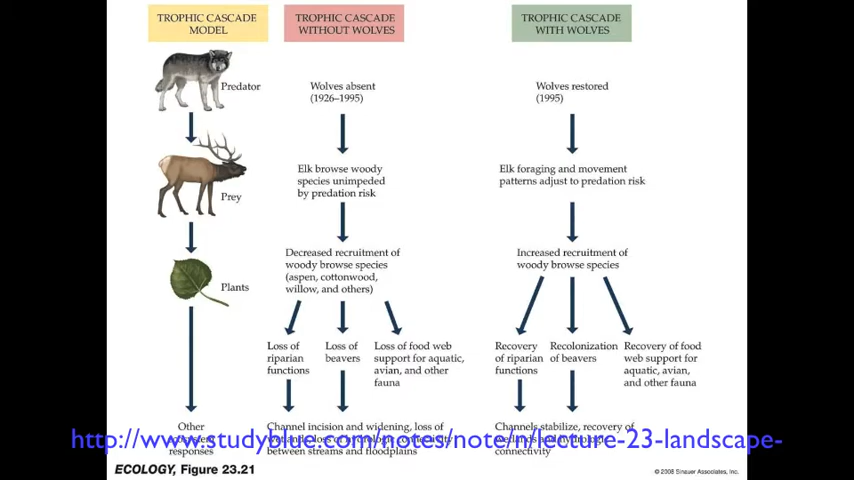 TROPHIC CASCADE
MODEL
TROPHIC CASCADE
WITHOUT WOLVES
TROPHIC CASCADE
WITH WOLVES
Predator
Wolves absent
(1926–1995)
Wolves restored
(1995)
Prey
Elk browse woody
species unimpeded
by predation risk
Elk foraging and movement
patterns adjust to predation risk
Plants
Decreased recruitment of
woody browse species
(aspen, cottonwood,
willow, and others)
Increased recruitment of
woody browse species
Loss of
riparian
functions
Loss of
beavers
Loss of food web
support for aquatic,
avian, and other
fauna
Recovery
of riparian
functions
Recolonization
of beavers
Recovery of food
web support for
aquatic, avian,
and other fauna
Other
responses
Channel incision and widening, loss of
between streams and floodplains
Channels stabilize, recovery of
connectivity
http://www.studyblue.com/notes/note/n/lecture-23-landscape-
ECOLOGY, Figure 23.21
© 2008 Sinauer Associates, Inc.